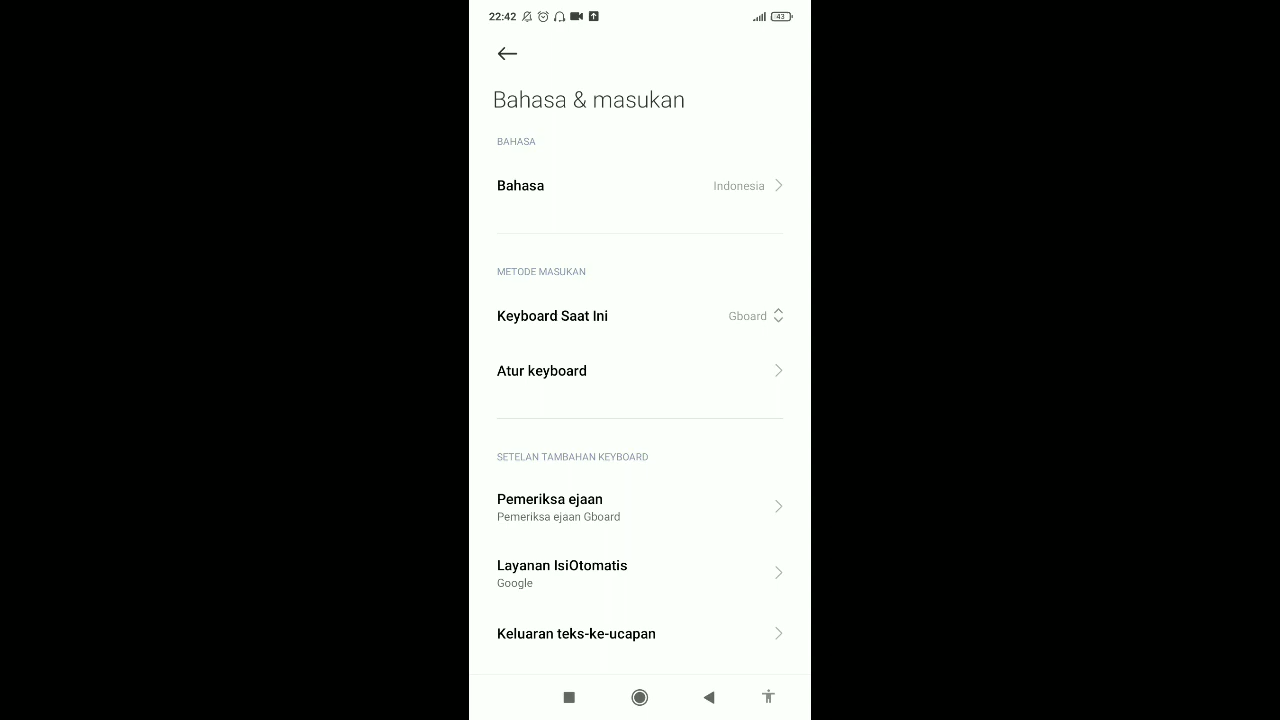 22:42
43
Bahasa & masukan
BAHASA
Bahasa
Indonesia
METODE MASUKAN
Keyboard Saat Ini
Gboard
Atur keyboard
SETELAN TAMBAHAN KEYBOARD
Pemeriksa ejaan
Pemeriksa ejaan Gboard
Layanan IsiOtomatis
Google
Keluaran teks-ke-ucapan